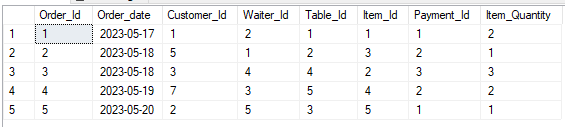 Order_Id Order_date Customer_Id Waiter_Id Table_Id Item_Id Payment_Id Item_Quantity
1 1 2023-05-17 1 2 1 1 1 2
2 2 2023-05-18 5 1 2 3 2 1
3 3 2023-05-18 3 4 4 2 3 3
4 4 2023-05-19 7 3 5 4 2 2
5 5 2023-05-20 2 5 3 5 1 1